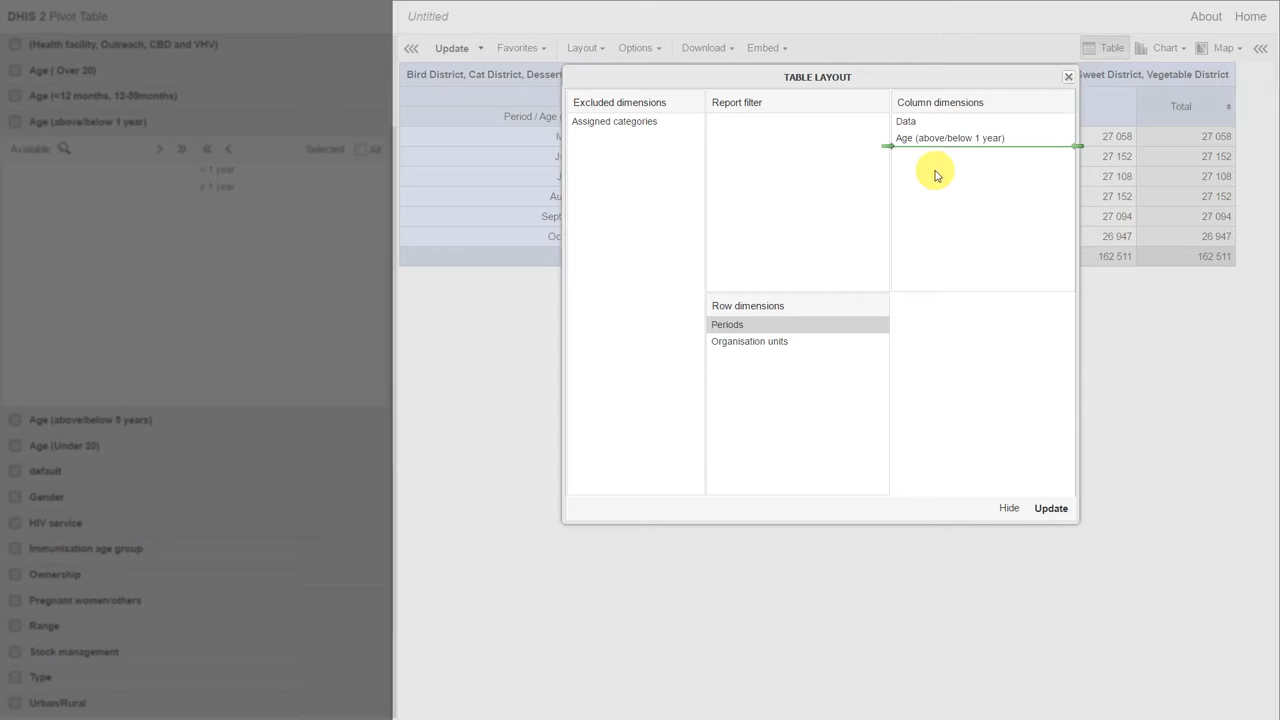 DHIS 2 Pivot Table
(Health facility, Outreach, CBD and VHV)
Age ( Over 20)
Age (<12 months, 12-59months)
Age (above/below 1 year)
Available
Selected
All
< 1 year
≥ 1 year
Age (above/below 5 years)
Age (Under 20)
default
Gender
HIV service
Immunisation age group
Ownership
Pregnant women/others
Range
Stock management
Type
Urban/Rural
Untitled
About
Home
Update
Favorites
Layout
Options
Download
Embed
Table
Chart
Map
Bird District, Cat District, Dessert
Sweet District, Vegetable District
Period / Age (
Total
27 058 27 058
27 152 27 152
27 108 27 108
Au 27 152 27 152
Sept 27 094 27 094
Oc 26 947 26 947
162 511 162 511
TABLE LAYOUT
Excluded dimensions
Assigned categories
Report filter
Column dimensions
Data
Age (above/below 1 year)
Row dimensions
Periods
Organisation units
Hide
Update